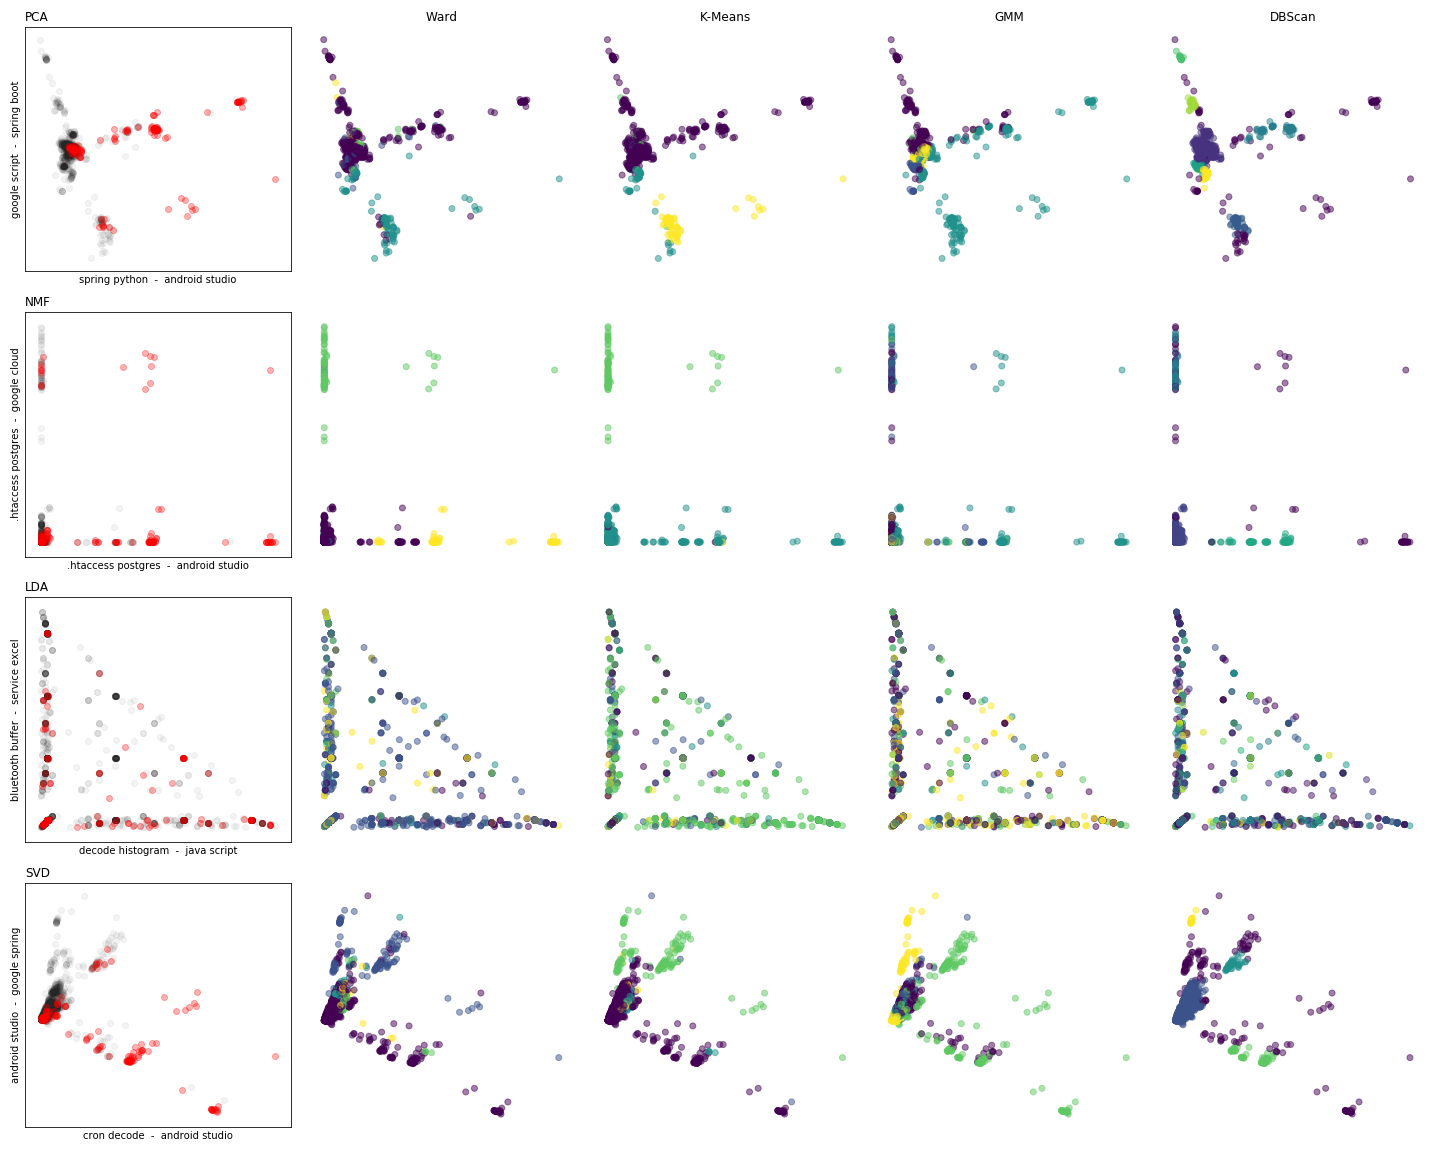 PCA
Ward
K-Means
GMM
DBScan
google script - spring boot
spring python - android studio
NMF
.htaccess postgres - google cloud
.htaccess postgres - android studio
LDA
bluetooth buffer - service excel
decode histogram - java script
SVD
android studio - google spring
cron decode - android studio